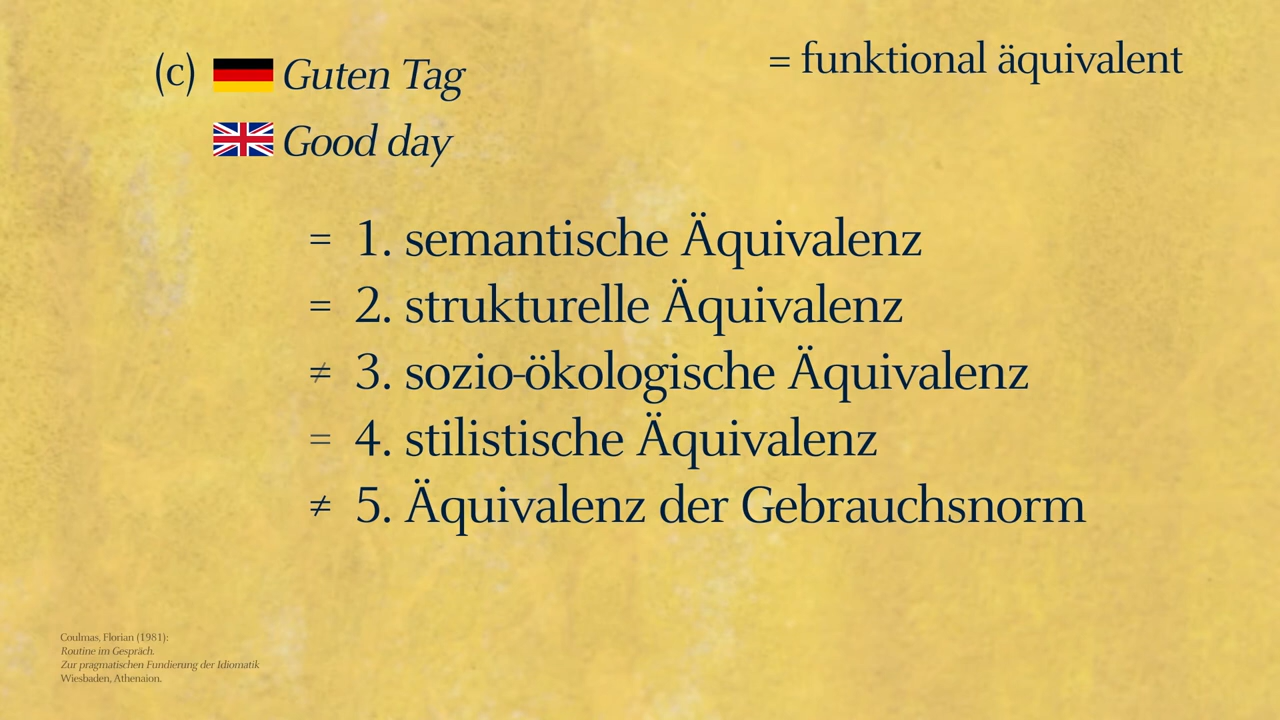 (c) Guten Tag
= funktional äquivalent
Good day
= 1. semantische Äquivalenz
= 2. strukturelle Äquivalenz
≠ 3. sozio-ökologische Äquivalenz
= 4. stilistische Äquivalenz
≠ 5. Äquivalenz der Gebrauchsnorm
Coulmas, Florian (1981):
Routine im Gespräch.
Zur pragmatischen Fundierung der Idiomatik
Wiesbaden, Athenaion.